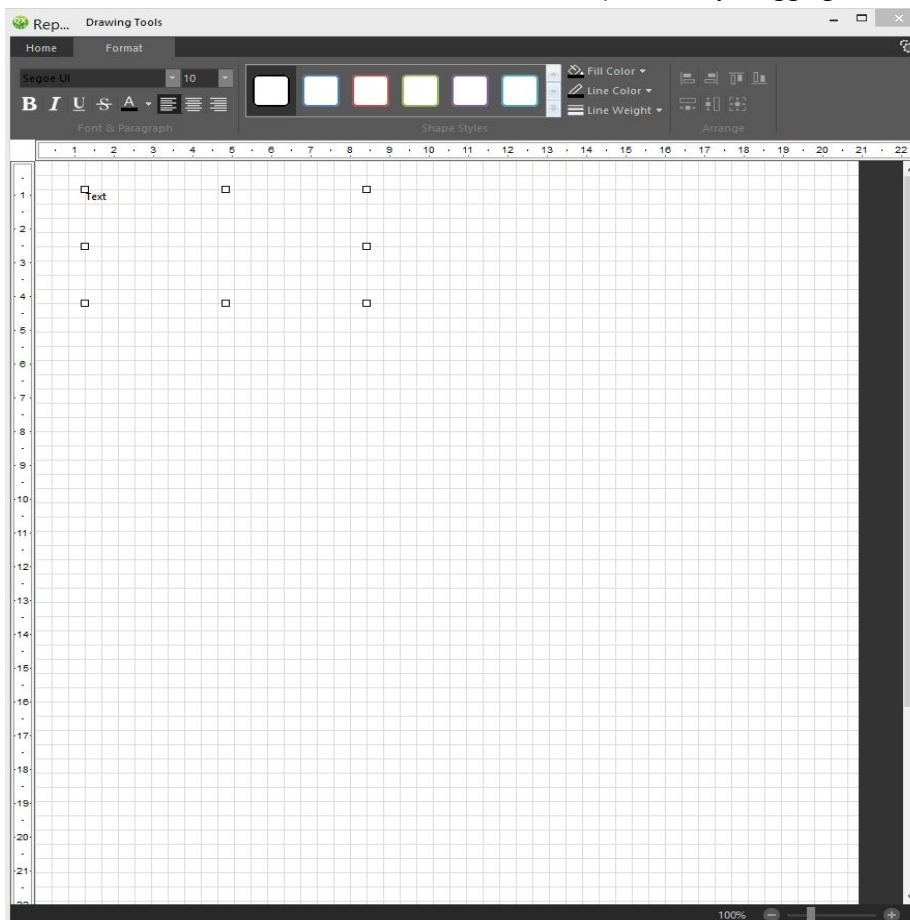 Rep... Drawing Tools
Home Format
Segoe UI 10
Fill Color
Line Color
B I U S A
Line Weight
Font & Paragraph Shape Styles Arrange
1 2 3 4 5 6 7 8 9 10 11 12 13 14 15 16 17 18 19 20 21 22
Text
1
2
3
4
5
6
7
8
9
10
11
12
13
14
15
16
17
18
19
20
21
22
100%